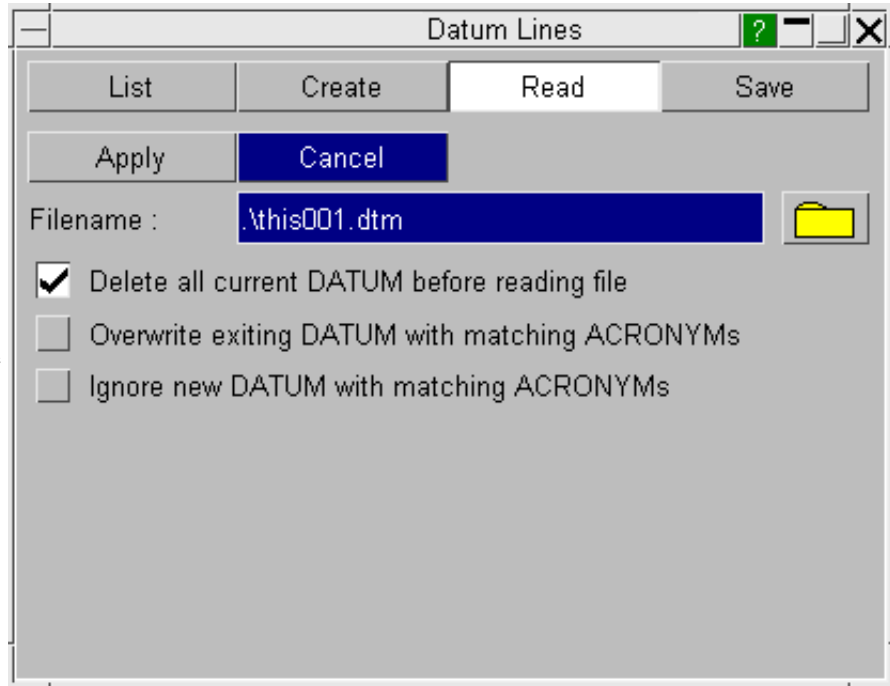 Datum Lines ?
List Create Read Save
Apply Cancel
Filename : .\this001.dtm
Delete all current DATUM before reading file
Overwrite exiting DATUM with matching ACRONYMs
Ignore new DATUM with matching ACRONYMs